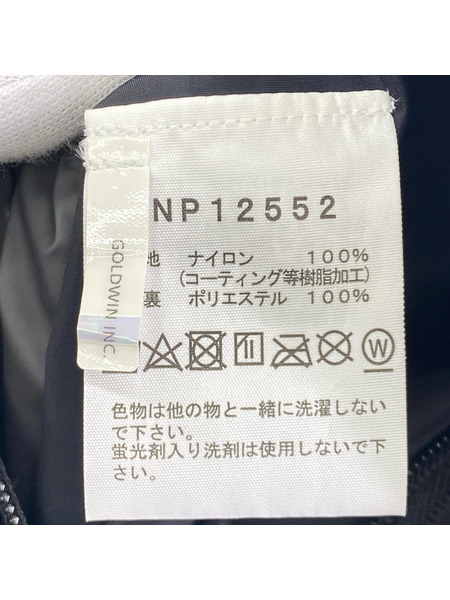 NP12552
地 ナイロン 100%
(コーティング等樹脂加工)
裏 ポリエステル 100%
GOLDWIN INC.
W
色物は他の物と一緒に洗濯しない
で下さい。
蛍光剤入り洗剤は使用しないで下
さい。